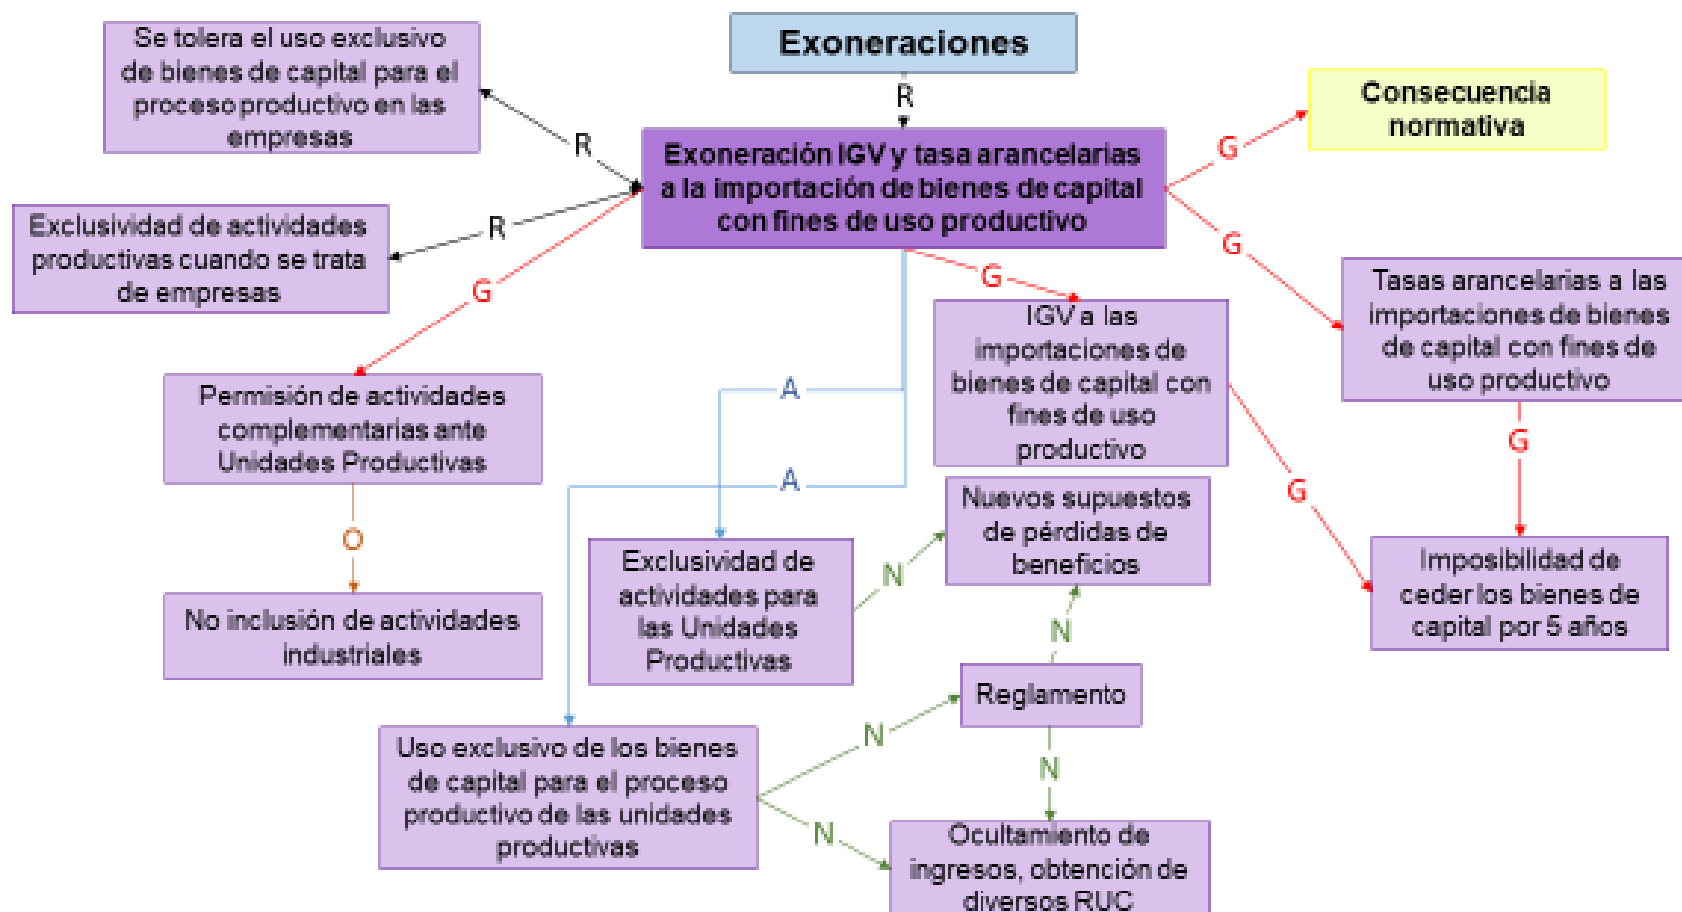 Exoneraciones
R
Se tolera el uso exclusivo
de bienes de capital para el
proceso productivo en las
empresas
R
Exoneración IGV y tasa arancelarias
a la importación de bienes de capital
con fines de uso productivo
G
Consecuencia
normativa
Exclusividad de actividades
productivas cuando se trata
de empresas
R
G
G
G
Tasas arancelarias a las
importaciones de bienes
de capital con fines de
uso productivo
IGV a las
importaciones de
bienes de capital con
fines de uso
productivo
Permisión de actividades
complementarias ante
Unidades Productivas
A
A
G
G
O
Nuevos supuestos
de pérdidas de
beneficios
Exclusividad de
actividades para
las Unidades
Productivas
N
Imposibilidad de
ceder los bienes de
capital por 5 años
No inclusión de actividades
industriales
N
Reglamento
N
N
Uso exclusivo de los bienes
de capital para el proceso
productivo de las unidades
productivas
N
Ocultamiento de
ingresos, obtención de
diversos RUC